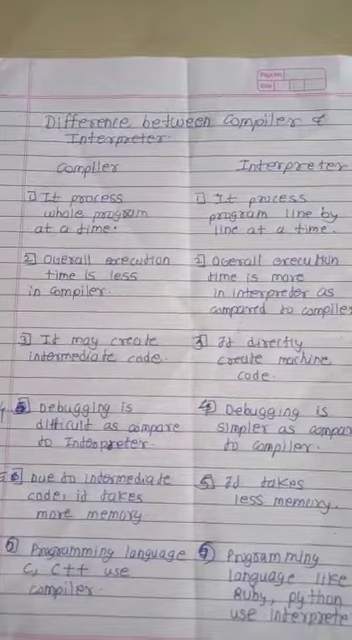 Page No.
Date
Difference between Compiler &
Interpreter.
Compiler
1) It process
whole program
at a time.
2) Overall execution
time is less
in compiler.
3) It may create
intermediate code.
4) Debugging is
difficult as compare
to Interpreter.
5) Due to intermediate
code, it takes
more memory.
6) Programming language
C, C++ use
compiler.
Interpreter
1) It process
program line by
line at a time.
2) Overall execution
time is more
in interpreter as
compared to compiler
3) It directly
create machine
code.
4) Debugging is
simpler as compar
to compiler.
5) It takes
less memory.
6) Programming
language like
Ruby, python
use interprete